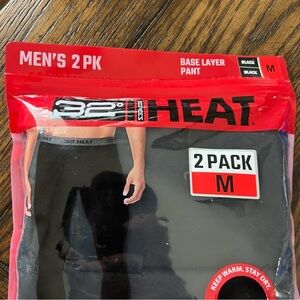 MEN'S 2 PK
BASE LAYER
PANT
BLACK
BLACK
M
32° HEAT
32° HEAT
2 PACK
M
KEEP WARM. STAY DRY.